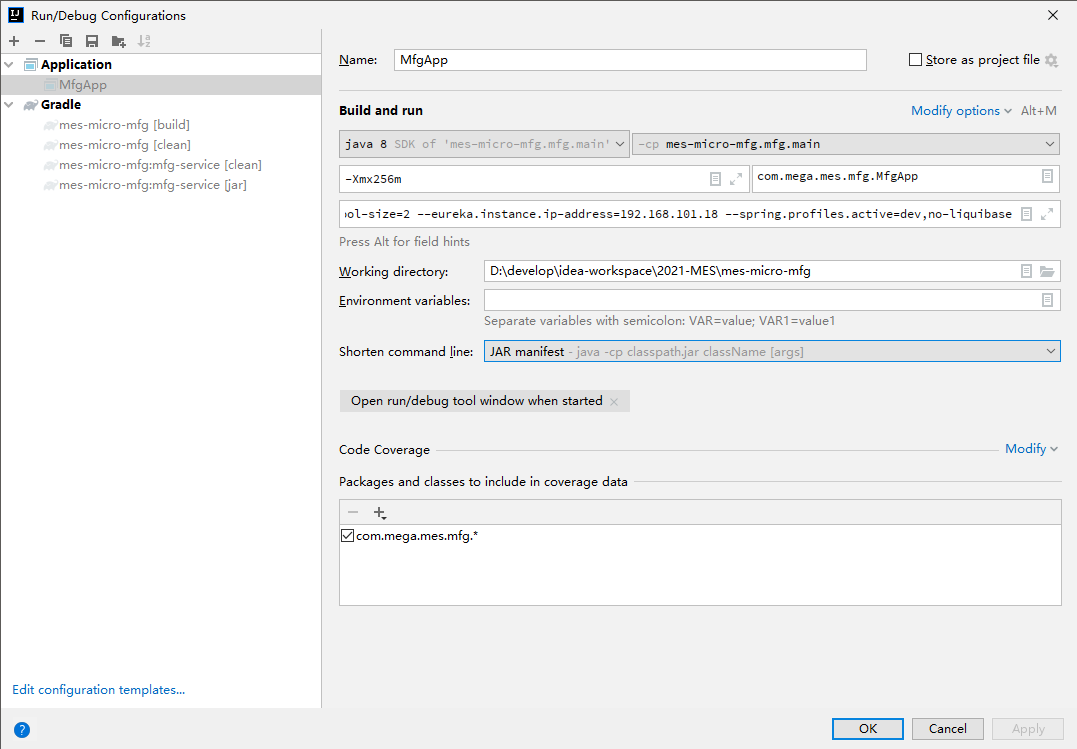 Run/Debug Configurations
Application
MfgApp
Gradle
mes-micro-mfg [build]
mes-micro-mfg [clean]
mes-micro-mfg:mfg-service [clean]
mes-micro-mfg:mfg-service [jar]
Edit configuration templates...
Name: MfgApp Store as project file
Build and run Modify options Alt+M
java 8 SDK of 'mes-micro-mfg.mfg.main' -cp mes-micro-mfg.mfg.main
-Xmx256m com.mega.mes.mfg.MfgApp
ool-size=2 --eureka.instance.ip-address=192.168.101.18 --spring.profiles.active=dev,no-liquibase
Press Alt for field hints
Working directory: D:\develop\idea-workspace\2021-MES\mes-micro-mfg
Environment variables:
Separate variables with semicolon: VAR=value; VAR1=value1
Shorten command line: JAR manifest - java -cp classpath.jar className [args]
Open run/debug tool window when started ×
Code Coverage Modify
Packages and classes to include in coverage data
com.mega.mes.mfg.*
? OK Cancel Apply